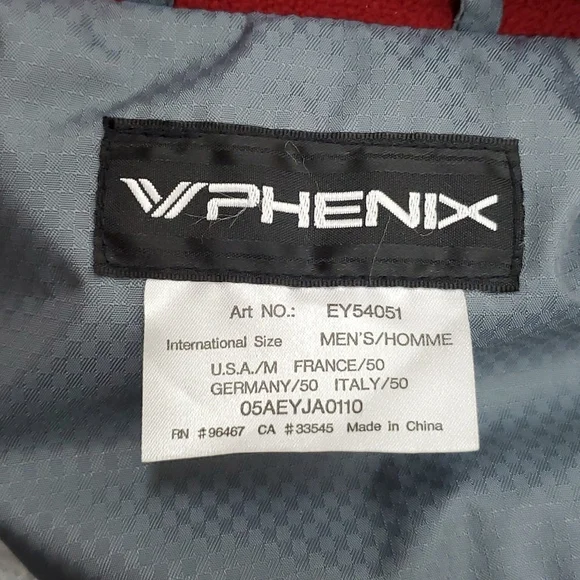 PHENIX
Art NO.: EY54051
International Size MEN'S/HOMME
U.S.A./M FRANCE/50
GERMANY/50 ITALY/50
05AEYJA0110
RN #96467 CA #33545 Made in China